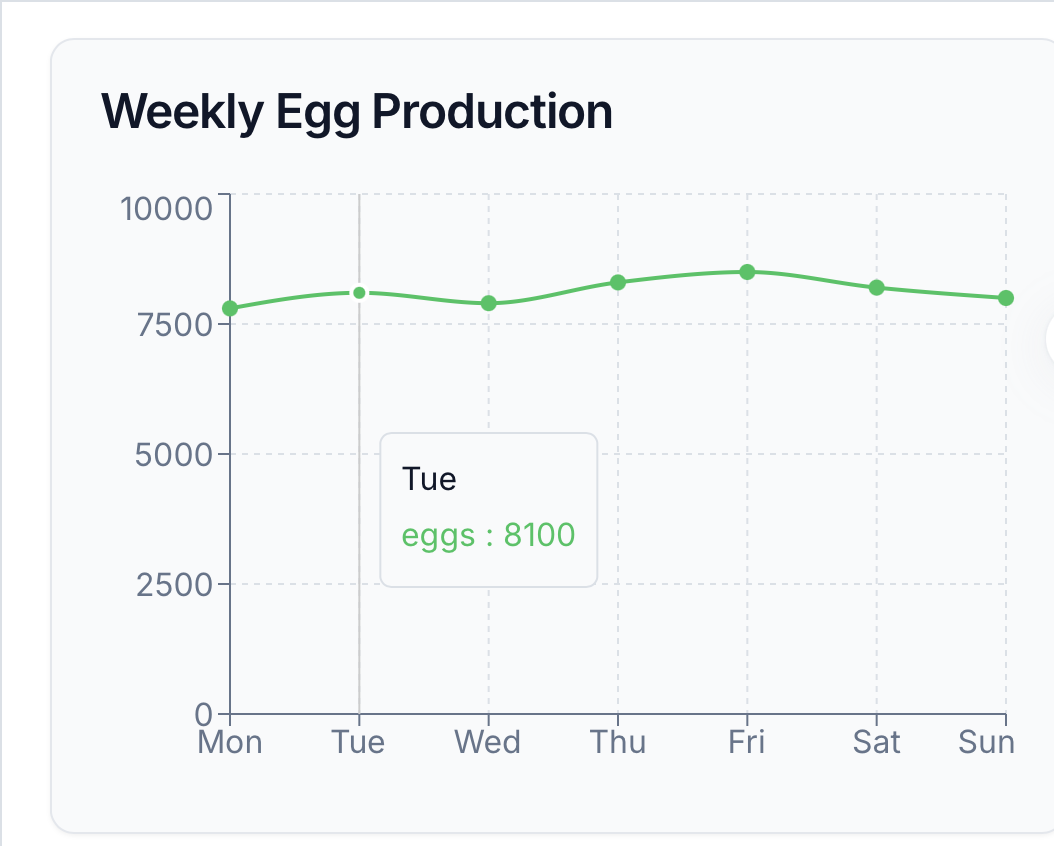 Weekly Egg Production
10000
7500
5000
2500
0
Tue
eggs : 8100
Mon Tue Wed Thu Fri Sat Sun